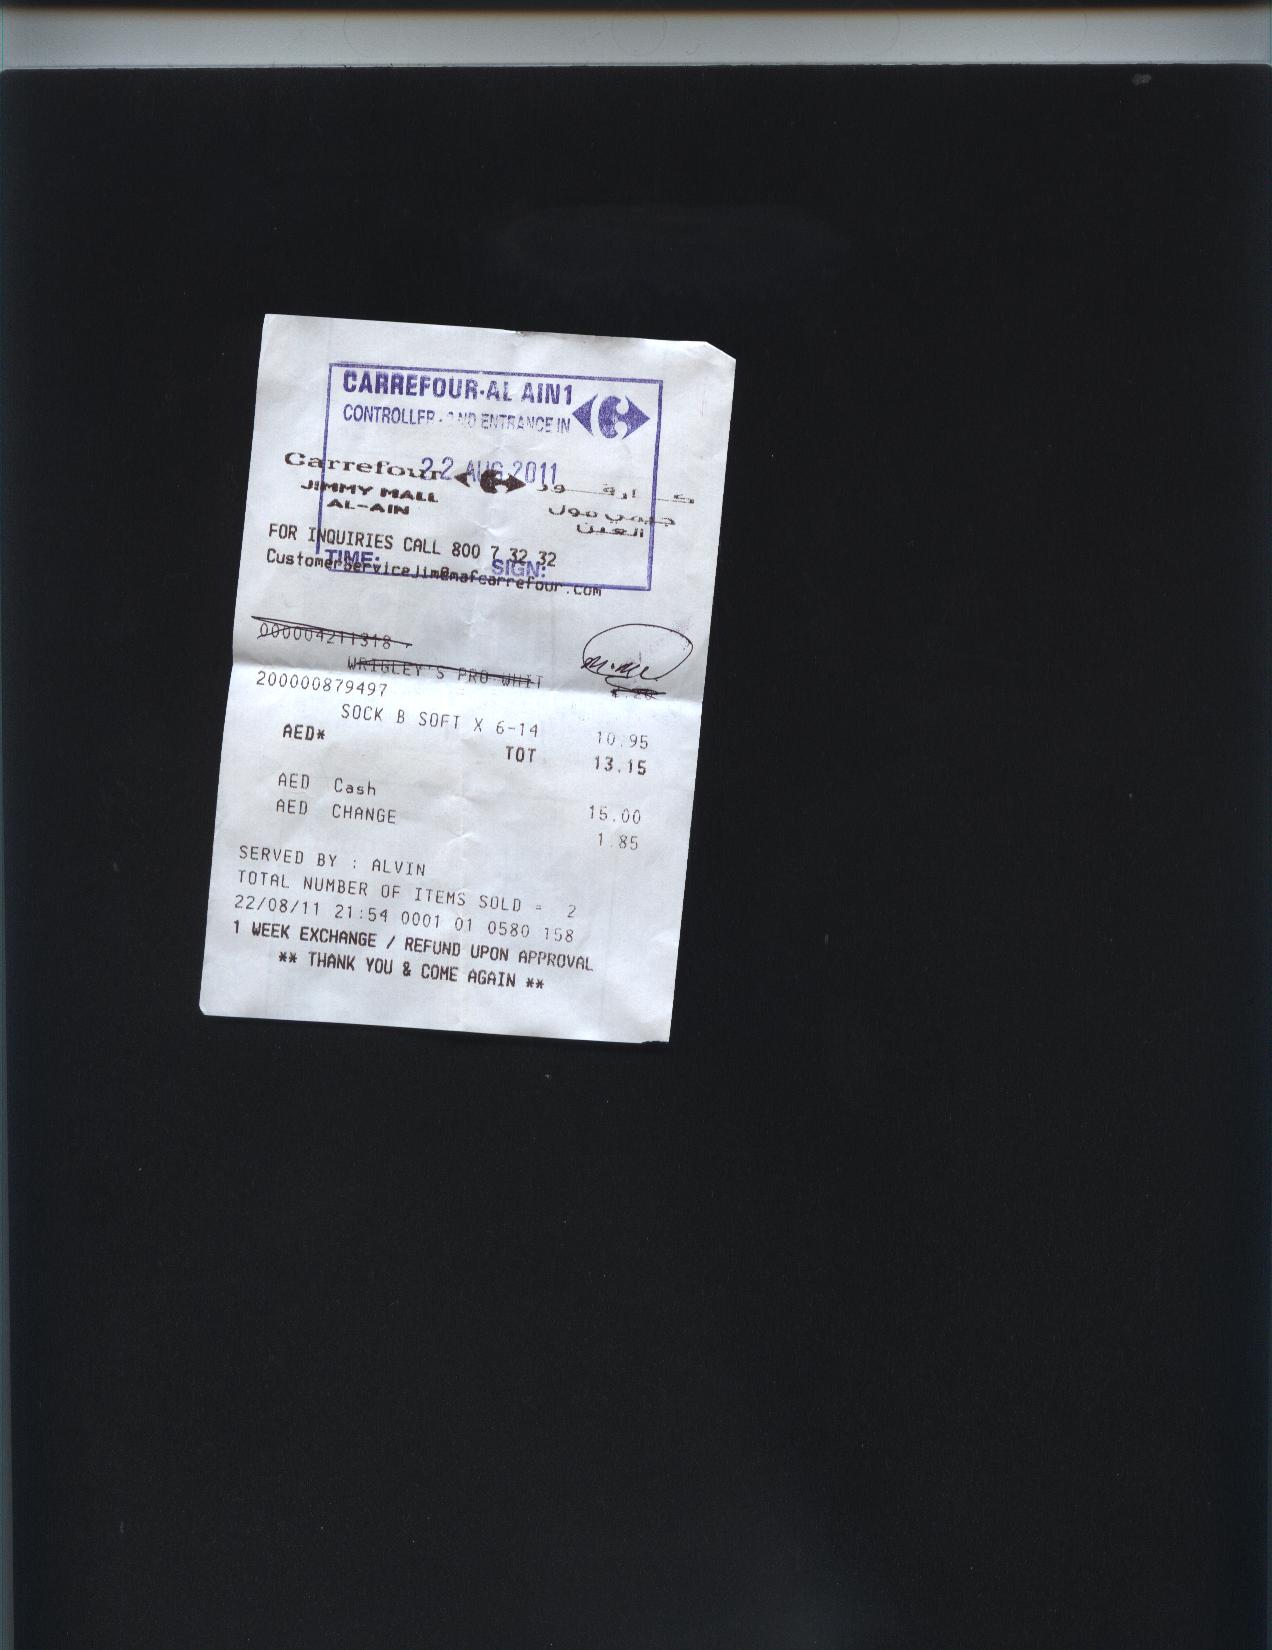 CARREFOUR-AL AIN1
CONTROLLER - 2ND ENTRANCE IN
22 AUG 2011
Carrefour كارفور
JIMMY MALL جيمي مول
AL-AIN العين
FOR INQUIRIES CALL 800 7 32 32
TIME: SIGN:
CustomerserviceJim@mafcarrefour.com
000004211318
WRIGLEY'S PRO WHIT
200000879497
SOCK B SOFT X 6-14 10.95
AED* TOT 13.15
AED Cash 15.00
AED CHANGE 1.85
SERVED BY : ALVIN
TOTAL NUMBER OF ITEMS SOLD = 2
22/08/11 21:54 0001 01 0580 158
1 WEEK EXCHANGE / REFUND UPON APPROVAL
** THANK YOU & COME AGAIN **